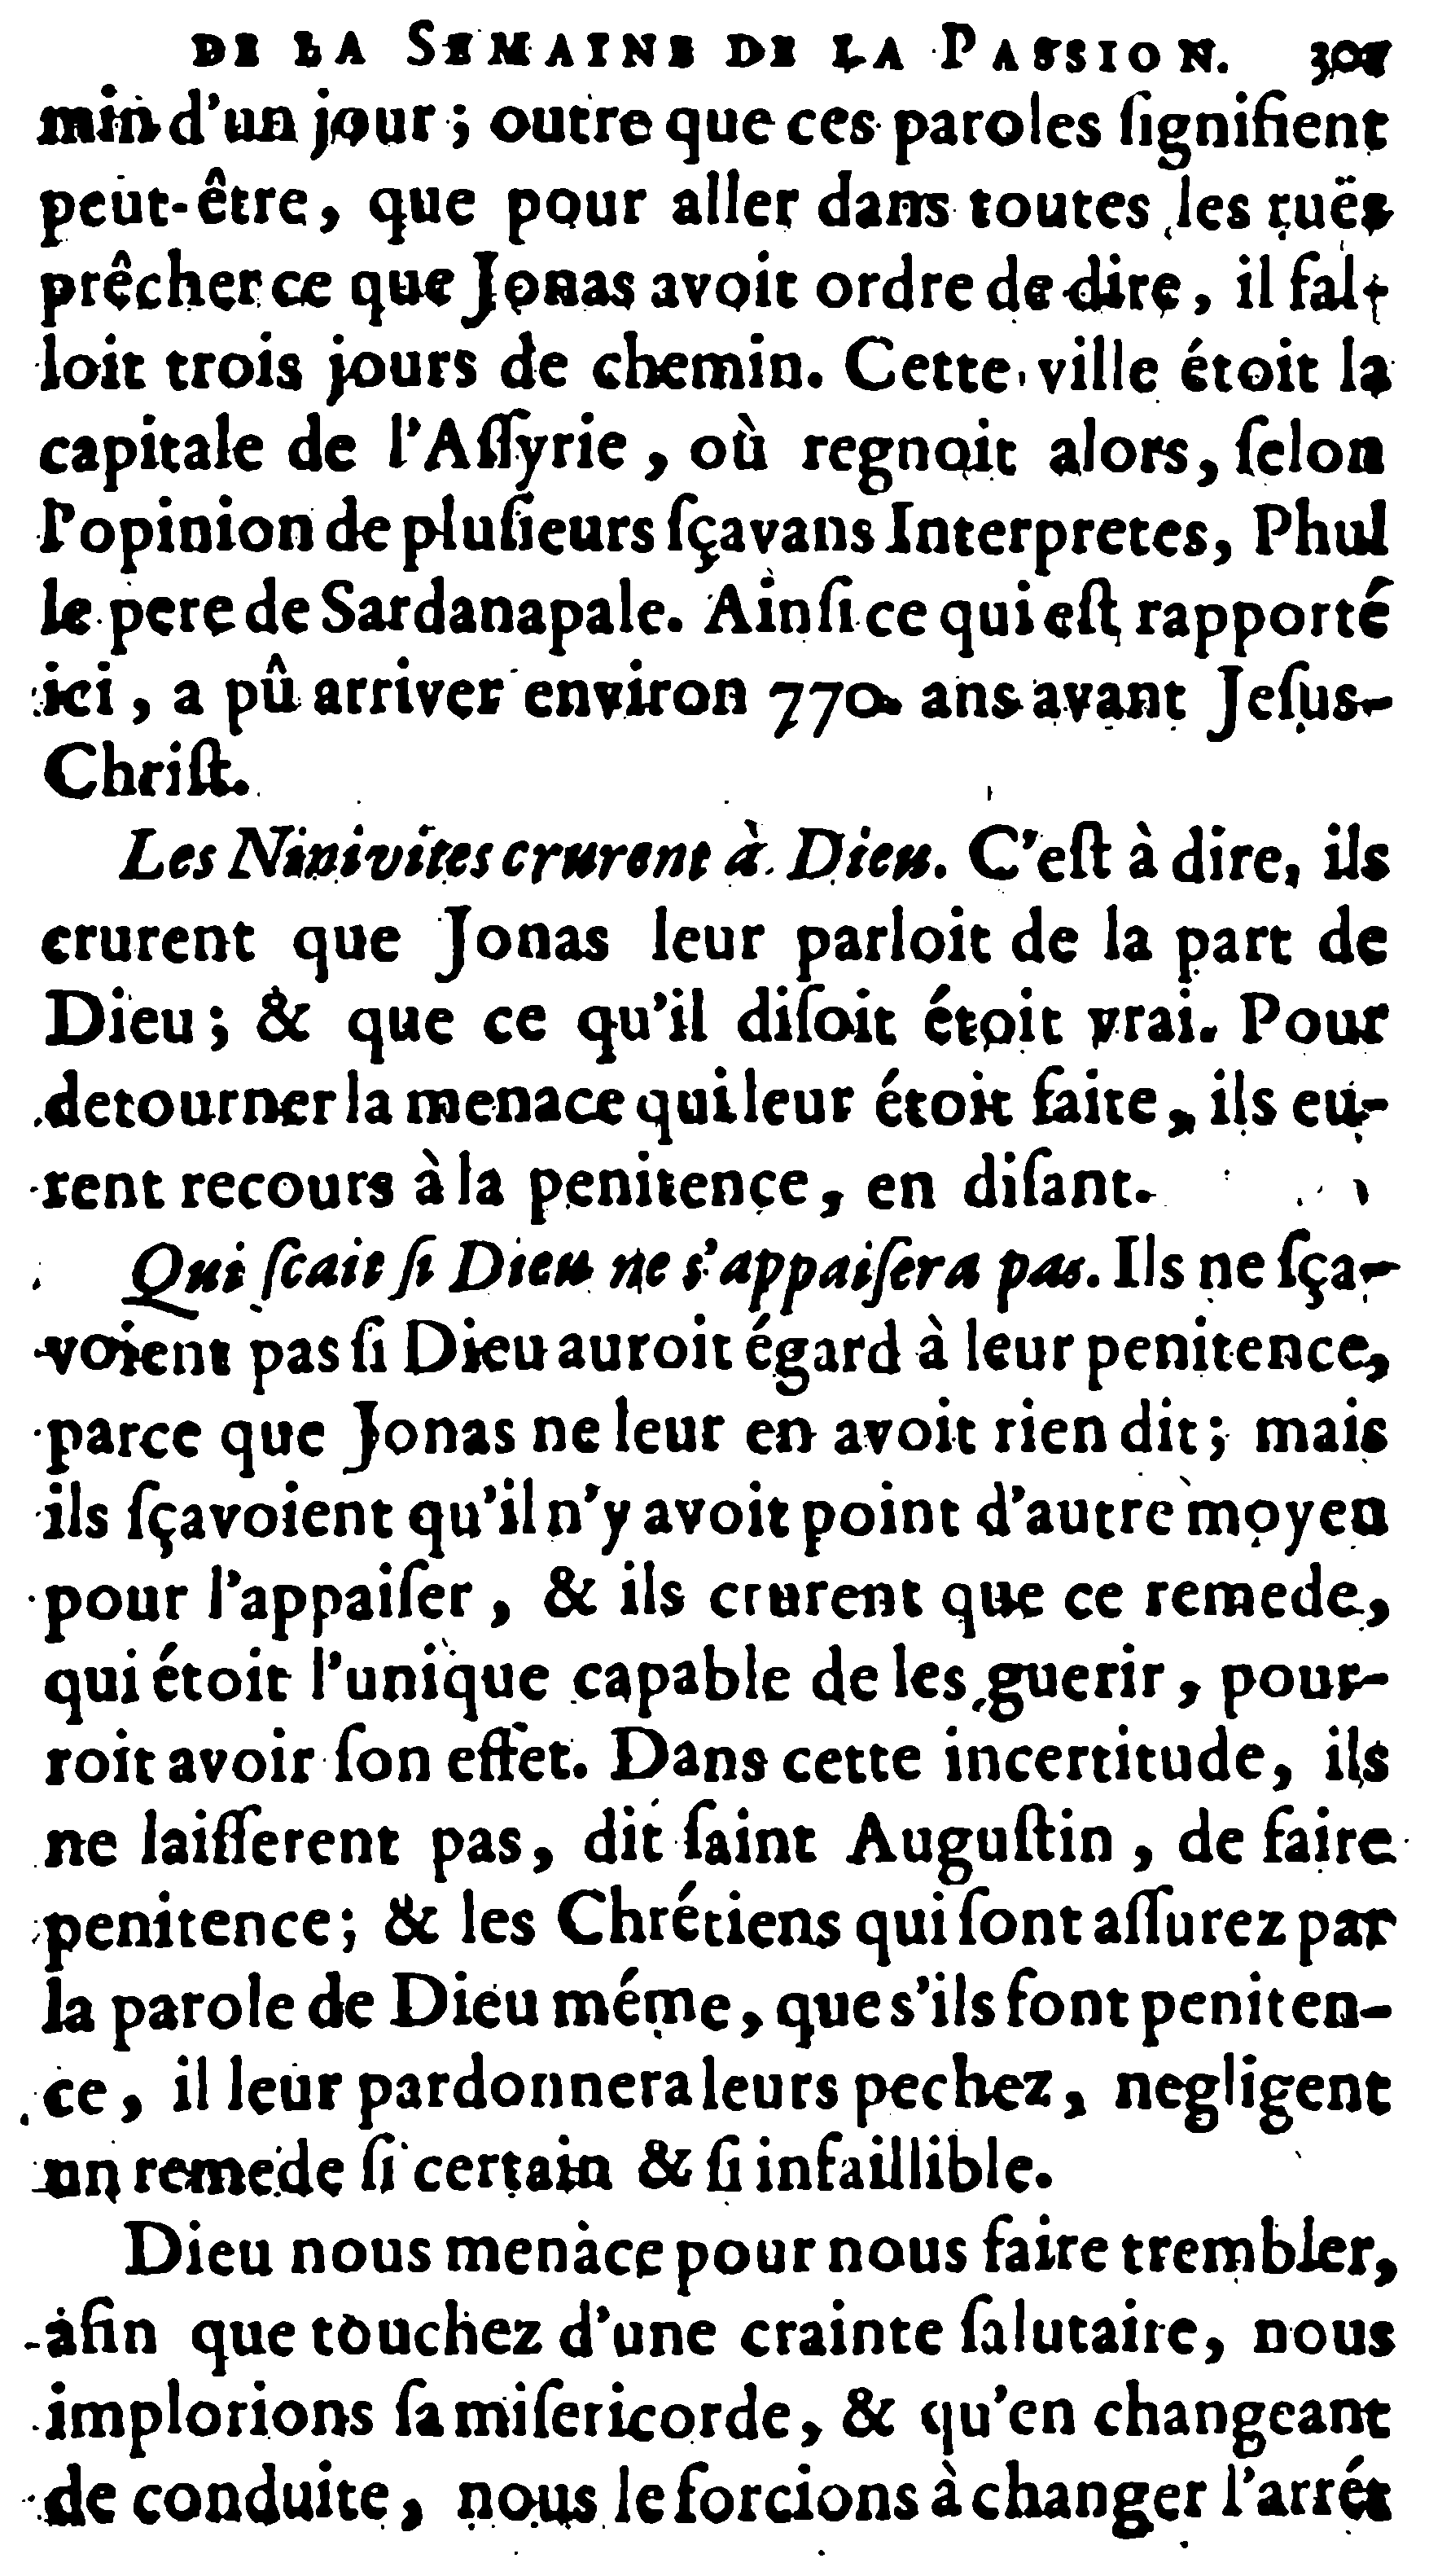 DE LA SEMAINE DE LA PASSION. 307
min d'un jour ; outre que ces paroles ſignifient
peut-être, que pour aller dans toutes les ruës
prêcher ce que Jonas avoit ordre de dire, il fal-
loit trois jours de chemin. Cette ville étoit la
capitale de l'Aſſyrie, où regnoit alors, ſelon
l'opinion de pluſieurs ſçavans Interpretes, Phul
le pere de Sardanapale. Ainſi ce qui eſt rapporté
ici, a pû arriver environ 770. ans avant Jeſus-
Chriſt.
Les Ninivites crurent à Dieu. C'eſt à dire, ils
crurent que Jonas leur parloit de la part de
Dieu ; & que ce qu'il diſoit étoit vrai. Pour
detourner la menace qui leur étoit faite, ils eu-
rent recours à la penitence, en diſant.
Qui ſcait ſi Dieu ne s'appaiſera pas. Ils ne ſça-
voient pas ſi Dieu auroit égard à leur penitence,
parce que Jonas ne leur en avoit rien dit ; mais
ils ſçavoient qu'il n'y avoit point d'autre moyen
pour l'appaiſer, & ils crurent que ce remede,
qui étoit l'unique capable de les guerir, pour-
roit avoir ſon effet. Dans cette incertitude, ils
ne laiſſerent pas, dit ſaint Auguſtin, de faire
penitence ; & les Chrétiens qui ſont aſſurez par
la parole de Dieu méme, que s'ils font peniten-
ce, il leur pardonnera leurs pechez, negligent
un remede ſi certain & ſi infaillible.
Dieu nous menace pour nous faire trembler,
afin que touchez d'une crainte ſalutaire, nous
implorions ſa miſericorde, & qu'en changeant
de conduite, nous le forcions à changer l'arrét